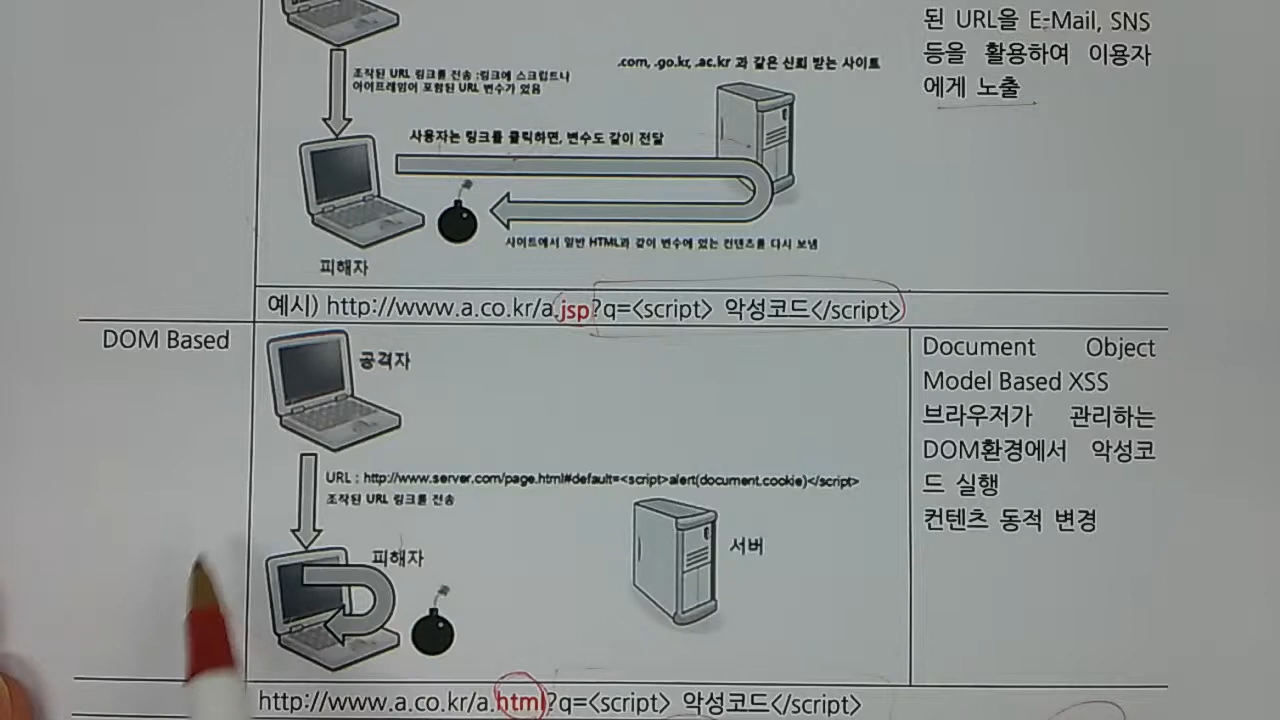 된 URL을 E-Mail, SNS
등을 활용하여 이용자
에게 노출
조작된 URL 링크를 전송 :링크에 스크립트나
아이프레임이 포함된 URL 변수가 있음
.com, .go.kr, .ac.kr 과 같은 신뢰 받는 사이트
사용자는 링크를 클릭하면, 변수도 같이 전달
사이트에서 일반 HTML과 같이 변수에 있는 컨텐츠를 다시 보냄
피해자
예시) http://www.a.co.kr/a.jsp?q=<script> 악성코드</script>
DOM Based
공격자
URL : http://www.server.com/page.html#default=<script>alert(document.cookie)</script>
조작된 URL 링크를 전송
피해자
서버
Document Object
Model Based XSS
브라우저가 관리하는
DOM환경에서 악성코
드 실행
컨텐츠 동적 변경
http://www.a.co.kr/a.html?q=<script> 악성코드</script>